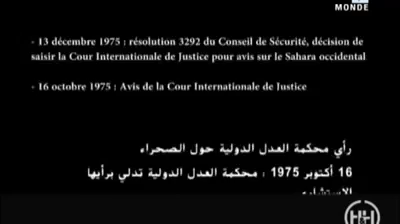 MONDE
- 13 décembre 1975 : résolution 3292 du Conseil de Sécurité, décision de
saisir la Cour Internationale de Justice pour avis sur le Sahara occidental
- 16 octobre 1975 : Avis de la Cour Internationale de Justice
رأي محكمة العدل الدولية حول الصحراء
16 أكتوبر 1975 : محكمة العدل الدولية تدلي برأيها
H&H